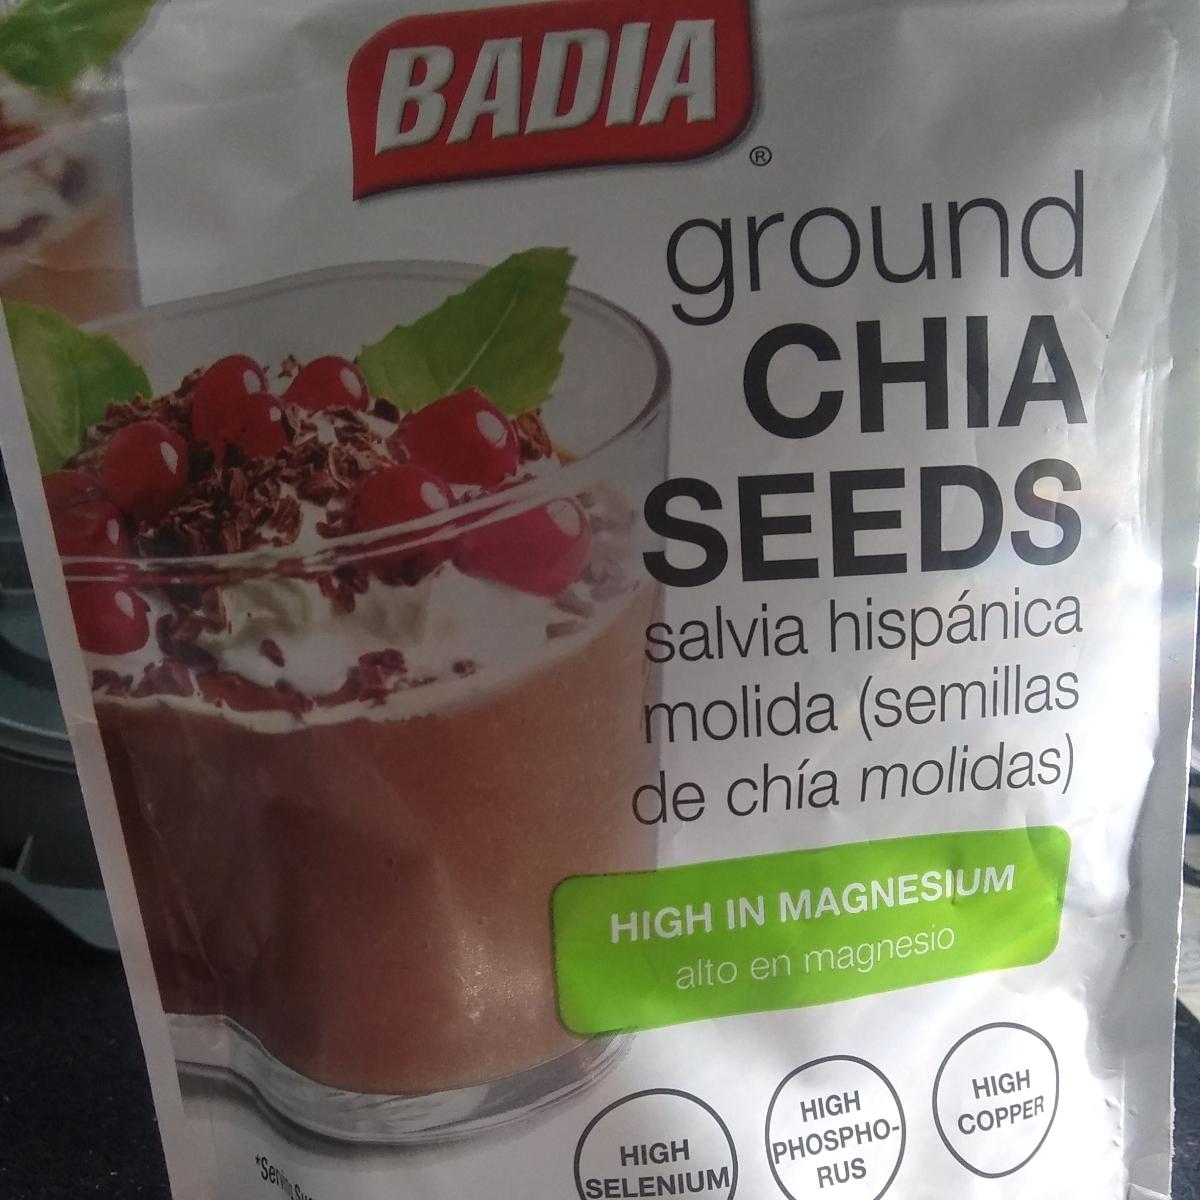 BADIA
®
ground
CHIA
SEEDS
salvia hispánica
molida (semillas
de chía molidas)
HIGH IN MAGNESIUM
alto en magnesio
HIGH
SELENIUM
HIGH
PHOSPHO-
RUS
HIGH
COPPER